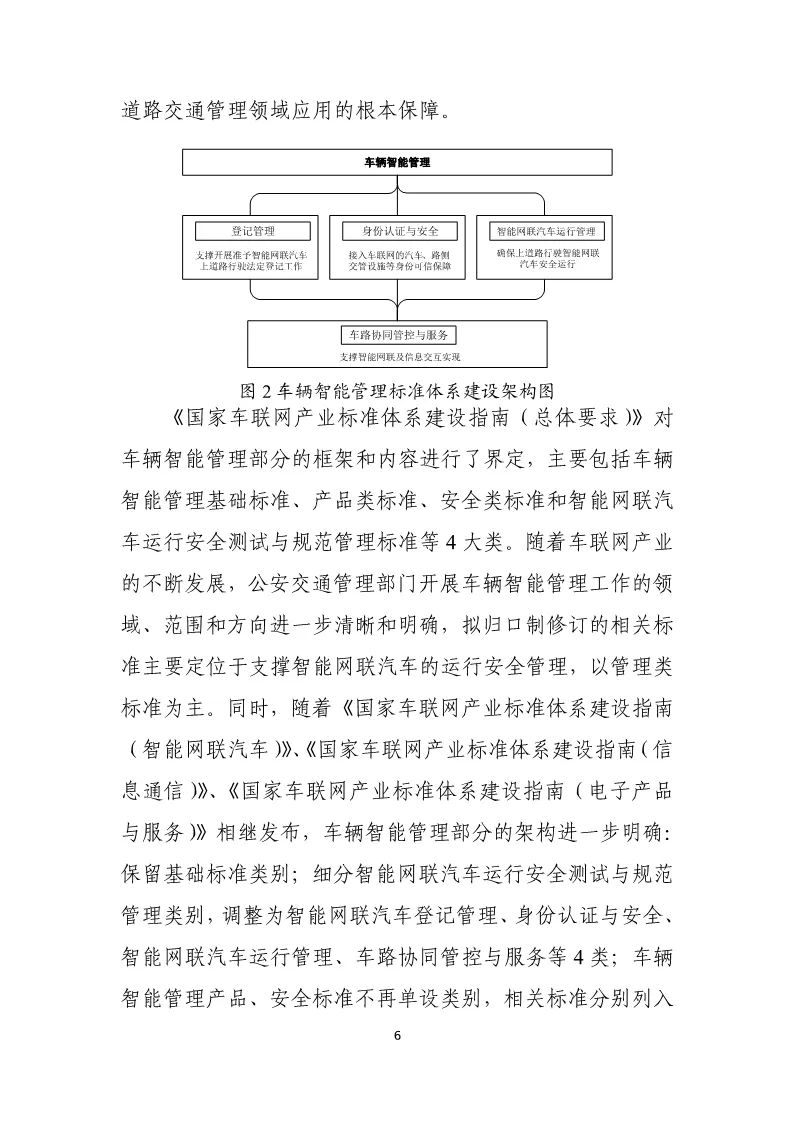 道路交通管理领域应用的根本保障。
车辆智能管理
登记管理
支撑开展准予智能网联汽车
上道路行驶法定登记工作
身份认证与安全
接入车联网的汽车、路侧
交管设施等身份可信保障
智能网联汽车运行管理
确保上道路行驶智能网联
汽车安全运行
车路协同管控与服务
支撑智能网联及信息交互实现
图 2 车辆智能管理标准体系建设架构图
《国家车联网产业标准体系建设指南（总体要求）》对
车辆智能管理部分的框架和内容进行了界定，主要包括车辆
智能管理基础标准、产品类标准、安全类标准和智能网联汽
车运行安全测试与规范管理标准等 4 大类。随着车联网产业
的不断发展，公安交通管理部门开展车辆智能管理工作的领
域、范围和方向进一步清晰和明确，拟归口制修订的相关标
准主要定位于支撑智能网联汽车的运行安全管理，以管理类
标准为主。同时，随着《国家车联网产业标准体系建设指南
（智能网联汽车）》、《国家车联网产业标准体系建设指南（信
息通信）》、《国家车联网产业标准体系建设指南（电子产品
与服务）》相继发布，车辆智能管理部分的架构进一步明确：
保留基础标准类别；细分智能网联汽车运行安全测试与规范
管理类别，调整为智能网联汽车登记管理、身份认证与安全、
智能网联汽车运行管理、车路协同管控与服务等 4 类；车辆
智能管理产品、安全标准不再单设类别，相关标准分别列入
6